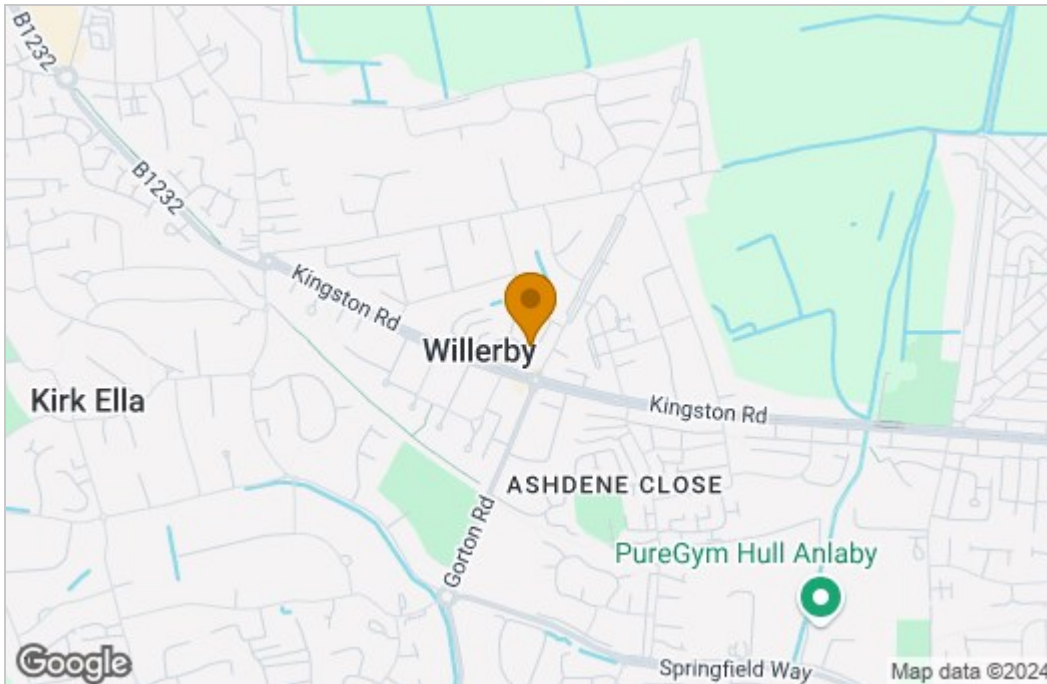 B1232
B1232
Kingston Rd
Willerby
Kirk Ella
Kingston Rd
ASHDENE CLOSE
Gorton Rd
PureGym Hull Anlaby
Springfield Way
Google
Map data ©2024